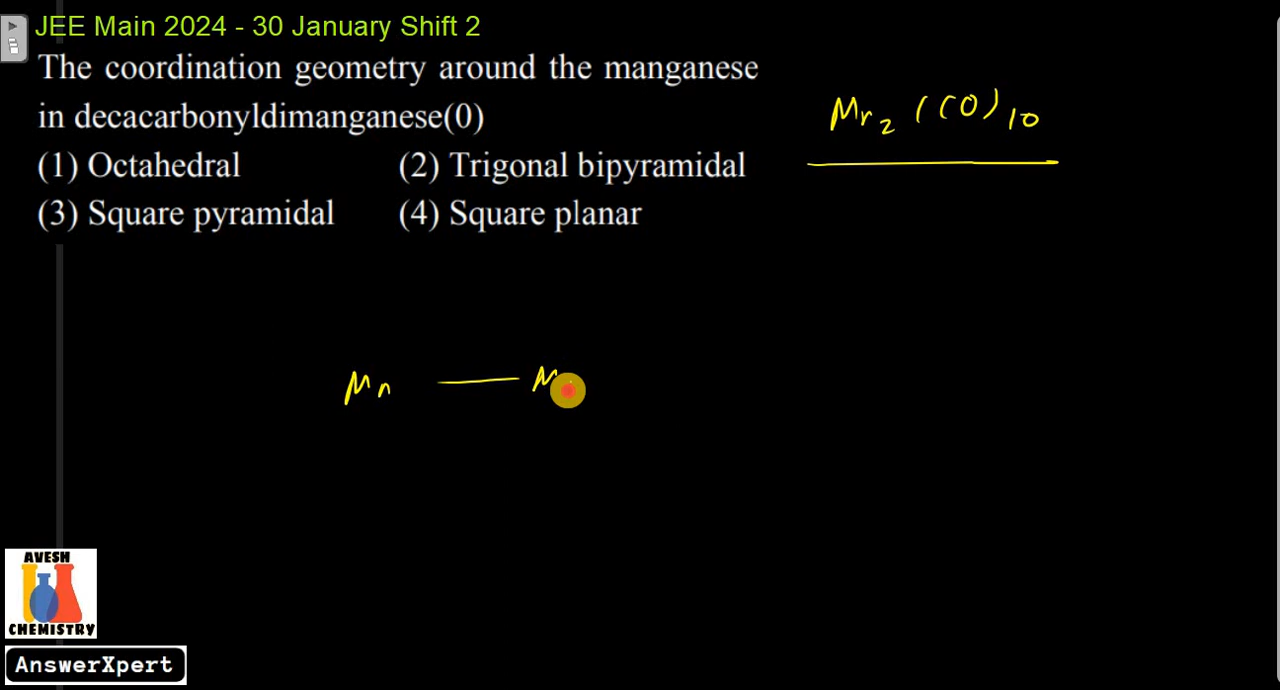 JEE Main 2024 - 30 January Shift 2
The coordination geometry around the manganese
in decacarbonyldimanganese(0)
(1) Octahedral (2) Trigonal bipyramidal
(3) Square pyramidal (4) Square planar
Mn2 (CO)10
Mn — M
AVESH
CHEMISTRY
AnswerXpert